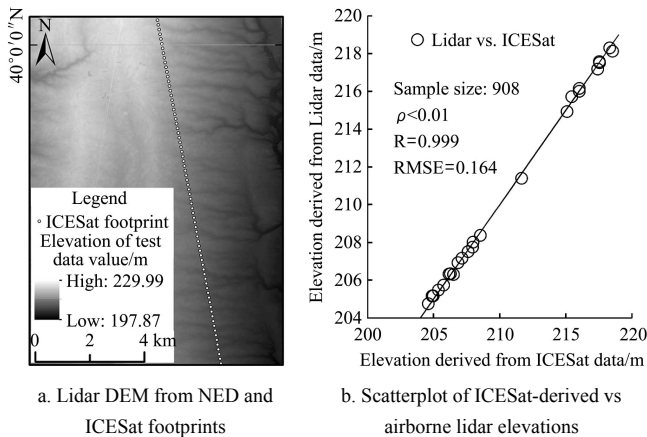 N
40°0′0″N
Legend
ICESat footprint
Elevation of test
data value/m
High: 229.99
Low: 197.87
0 2 4 km
a. Lidar DEM from NED and
ICESat footprints
b.
Elevation derived from Lidar data/m
220
218
216
214
212
210
208
206
204
Lidar vs. ICESat
Sample size: 908
ρ<0.01
R=0.999
RMSE=0.164
200 205 210 215 220
Elevation derived from ICESat data/m
b. Scatterplot of ICESat-derived vs
airborne lidar elevations